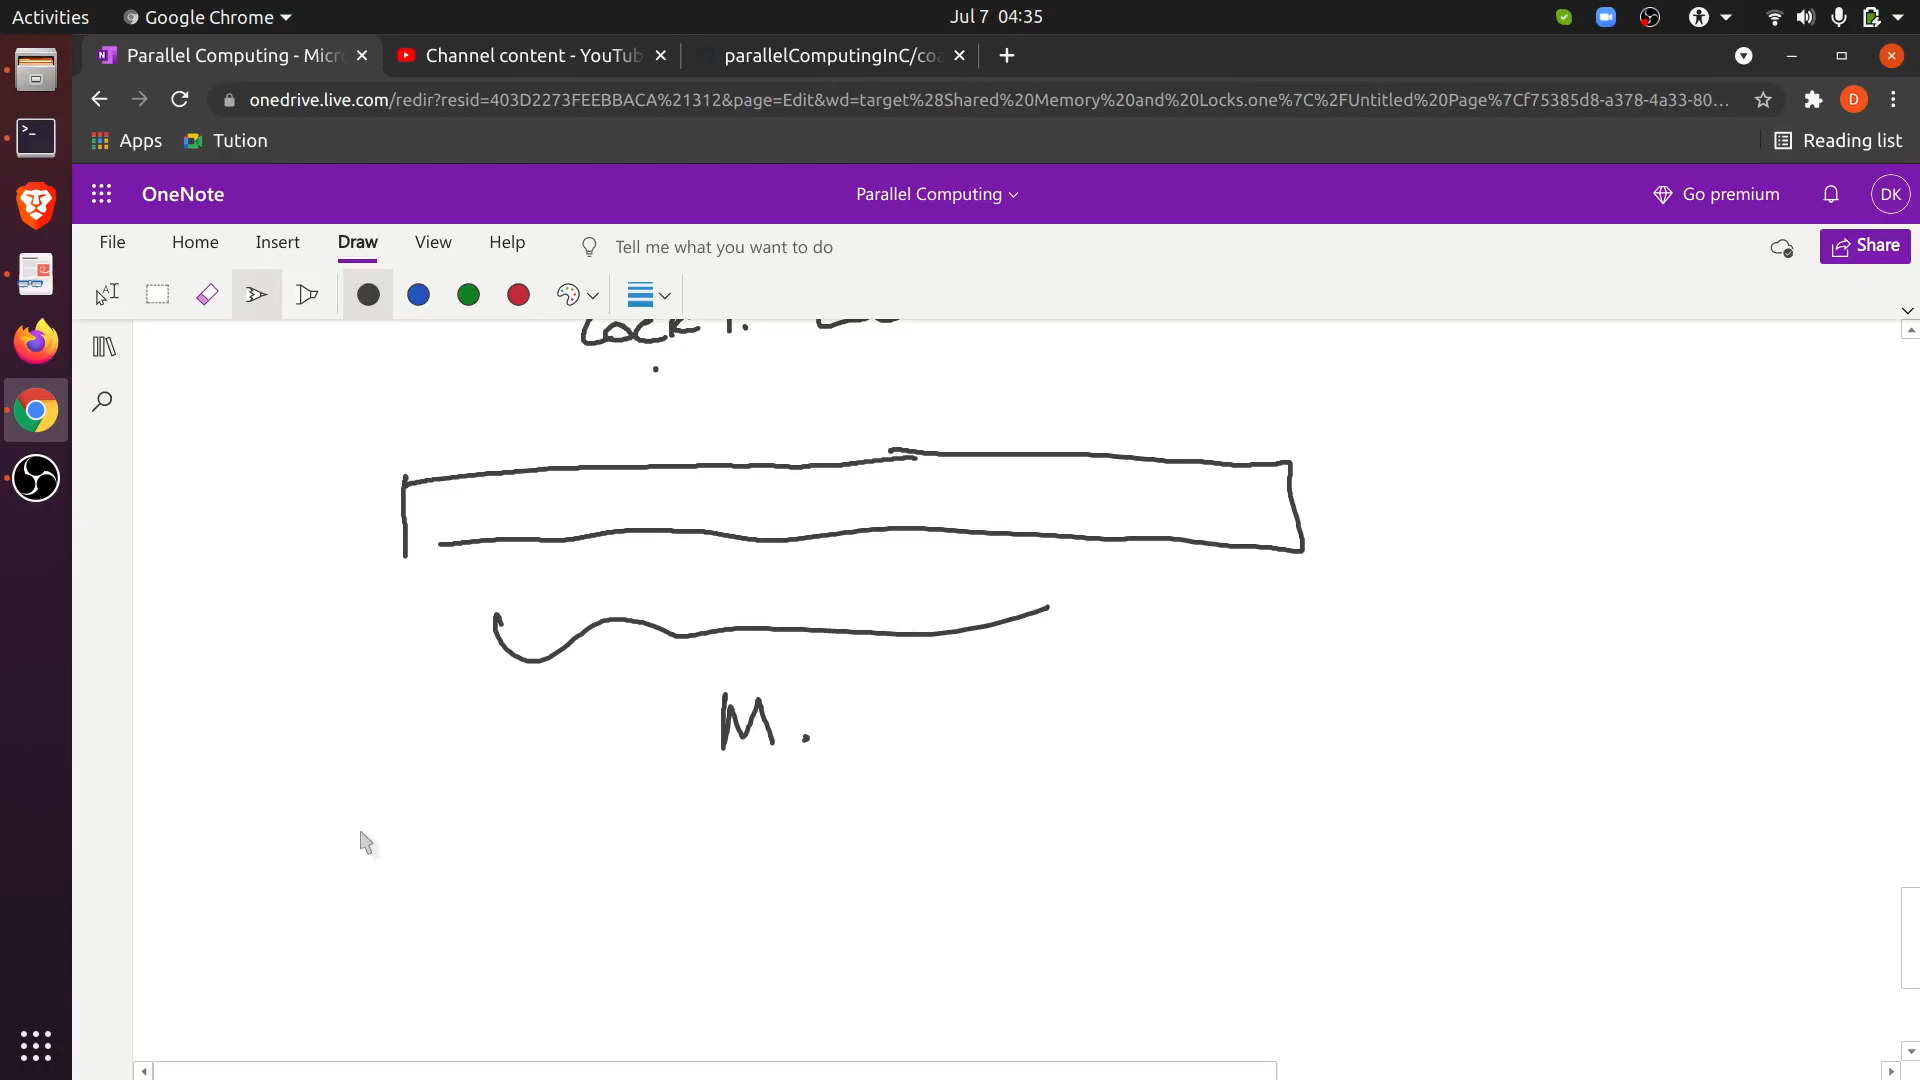 Activities Google Chrome Jul 7 04:35
Parallel Computing - Micr Channel content - YouTub parallelComputingInC/coa
onedrive.live.com/redir?resid=403D2273FEEBBACA%21312&page=Edit&wd=target%28Shared%20Memory%20and%20Locks.one%7C%2FUntitled%20Page%7Cf75385d8-a378-4a33-80... D
Apps Tution Reading list
OneNote Parallel Computing Go premium DK
File Home Insert Draw View Help Tell me what you want to do Share
Lock 1.
M.